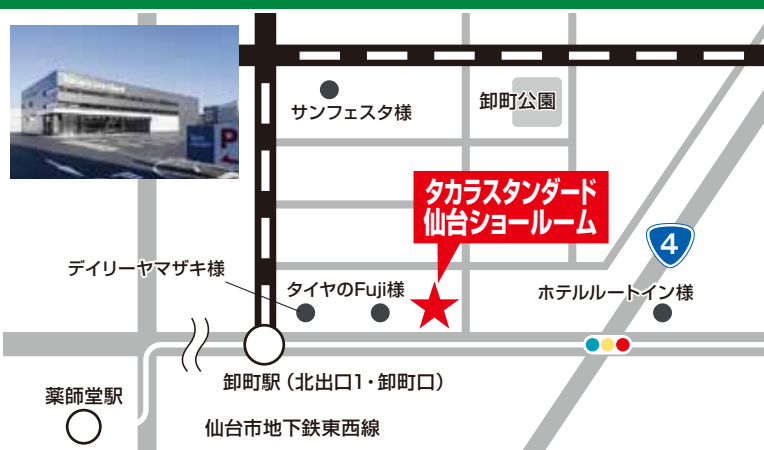 サンフェスタ様
卸町公園
P
タカラスタンダード
仙台ショールーム
4
デイリーヤマザキ様
タイヤのFuji様
ホテルルートイン様
卸町駅（北出口1・卸町口）
薬師堂駅
仙台市地下鉄東西線